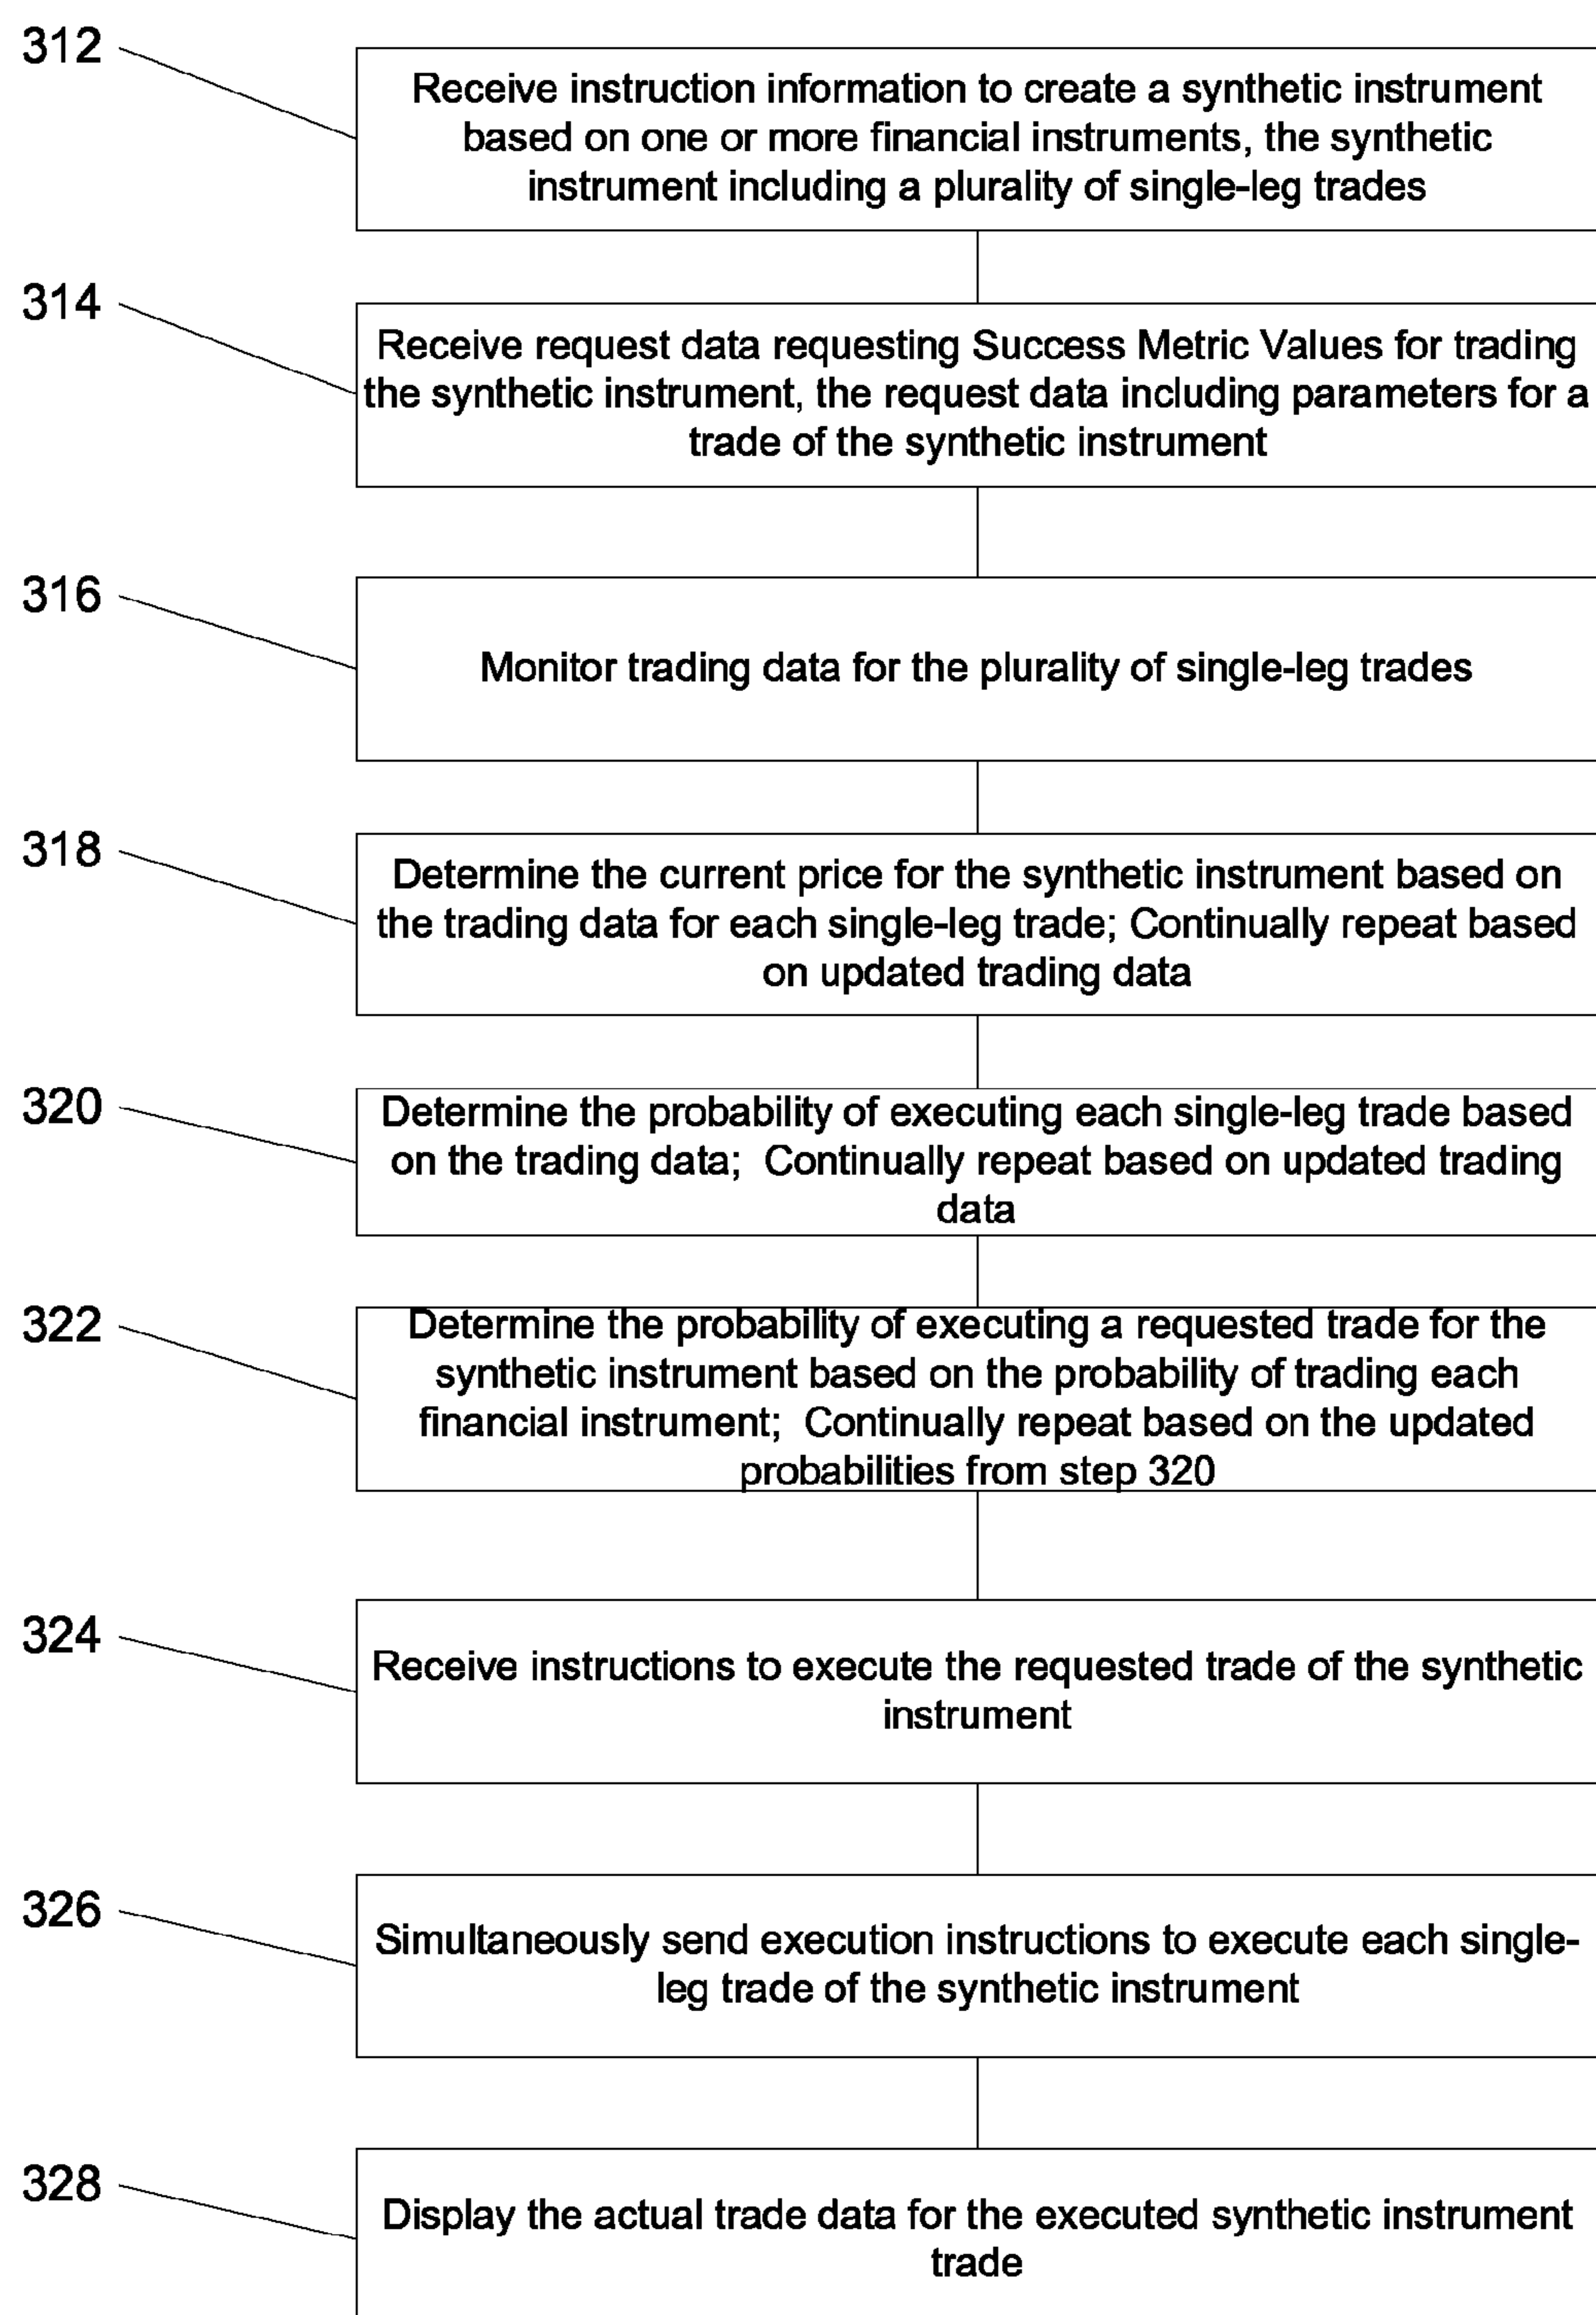 312
Receive instruction information to create a synthetic instrument
based on one or more financial instruments, the synthetic
instrument including a plurality of single-leg trades
314
Receive request data requesting Success Metric Values for trading
the synthetic instrument, the request data including parameters for a
trade of the synthetic instrument
316
Monitor trading data for the plurality of single-leg trades
318
Determine the current price for the synthetic instrument based on
the trading data for each single-leg trade; Continually repeat based
on updated trading data
320
Determine the probability of executing each single-leg trade based
on the trading data;  Continually repeat based on updated trading
data
322
Determine the probability of executing a requested trade for the
synthetic instrument based on the probability of trading each
financial instrument;  Continually repeat based on the updated
probabilities from step 320
324
Receive instructions to execute the requested trade of the synthetic
instrument
326
Simultaneously send execution instructions to execute each single-
leg trade of the synthetic instrument
328
Display the actual trade data for the executed synthetic instrument
trade